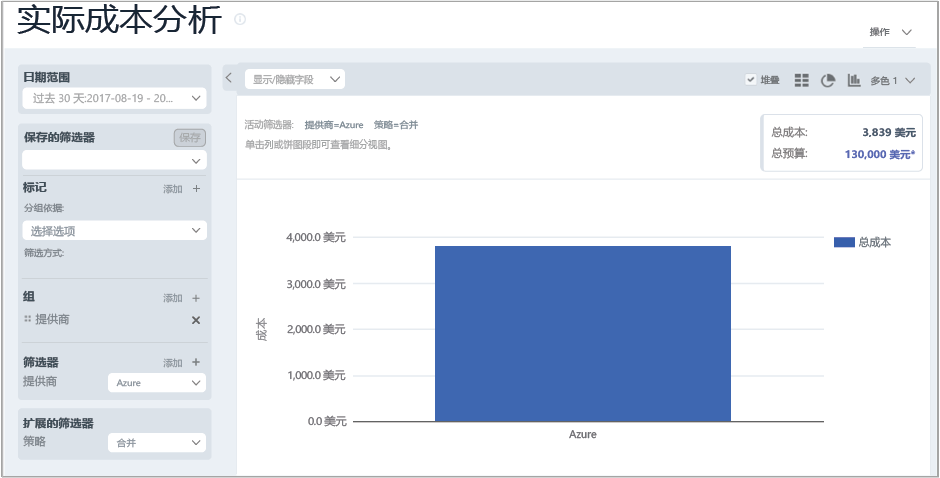 实际成本分析
操作
日期范围
过去 30 天:2017-08-19 - 20...
保存的筛选器 保存
标记 添加 +
分组依据:
选择选项
筛选方式:
组 添加 +
提供商
筛选器 添加 +
提供商 Azure
扩展的筛选器
策略 合并
显示/隐藏字段
堆叠 多色 1
活动筛选器: 提供商=Azure 策略=合并
单击列或饼图段即可查看细分视图。
总成本: 3,839 美元
总预算: 130,000 美元*
4,000.0 美元
3,000.0 美元
2,000.0 美元
1,000.0 美元
0.0 美元
成本
Azure
总成本